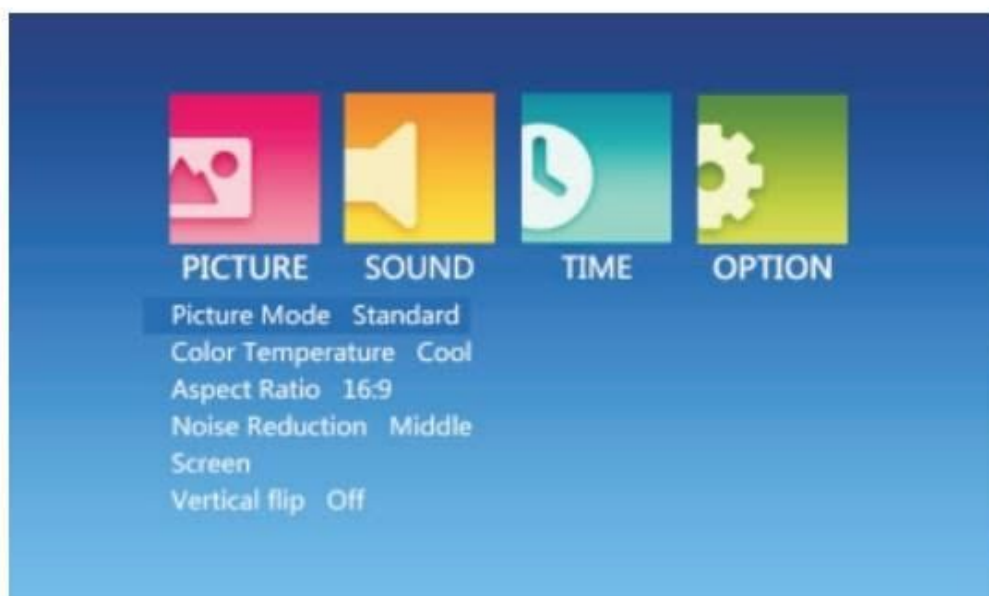 PICTURE SOUND TIME OPTION
Picture Mode Standard
Color Temperature Cool
Aspect Ratio 16:9
Noise Reduction Middle
Screen
Vertical flip Off